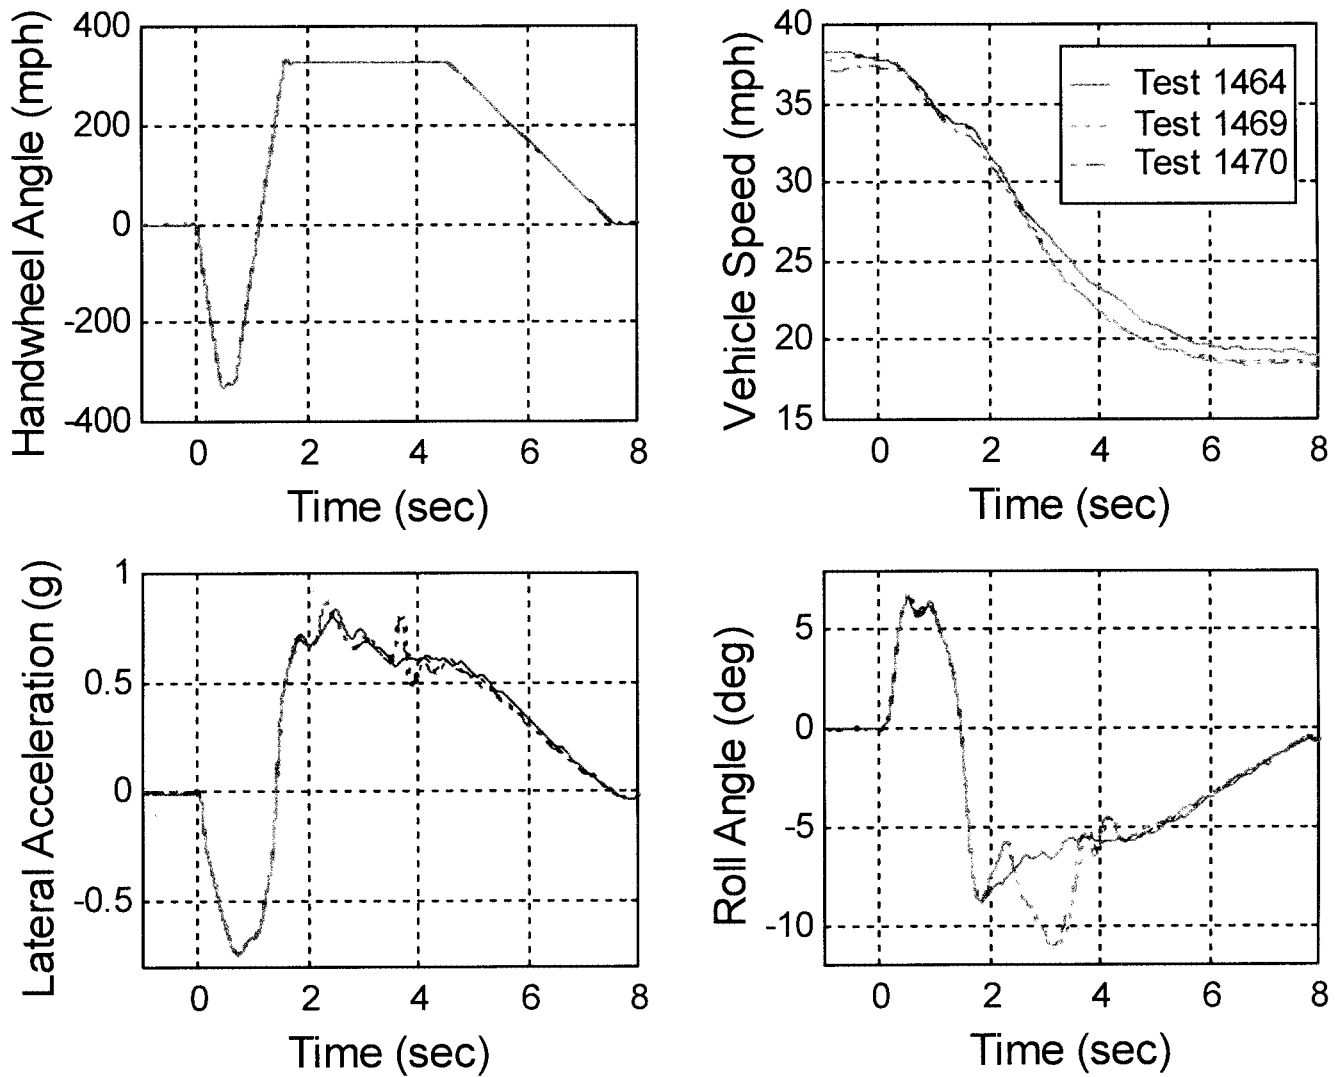 Handwheel Angle (mph)
400
200
0
-200
-400
0 2 4 6 8
Time (sec)
Vehicle Speed (mph)
40
35
30
25
20
15
Test 1464
Test 1469
Test 1470
0 2 4 6 8
Time (sec)
Lateral Acceleration (g)
1
0.5
0
-0.5
0 2 4 6 8
Time (sec)
Roll Angle (deg)
5
0
-5
-10
0 2 4 6 8
Time (sec)